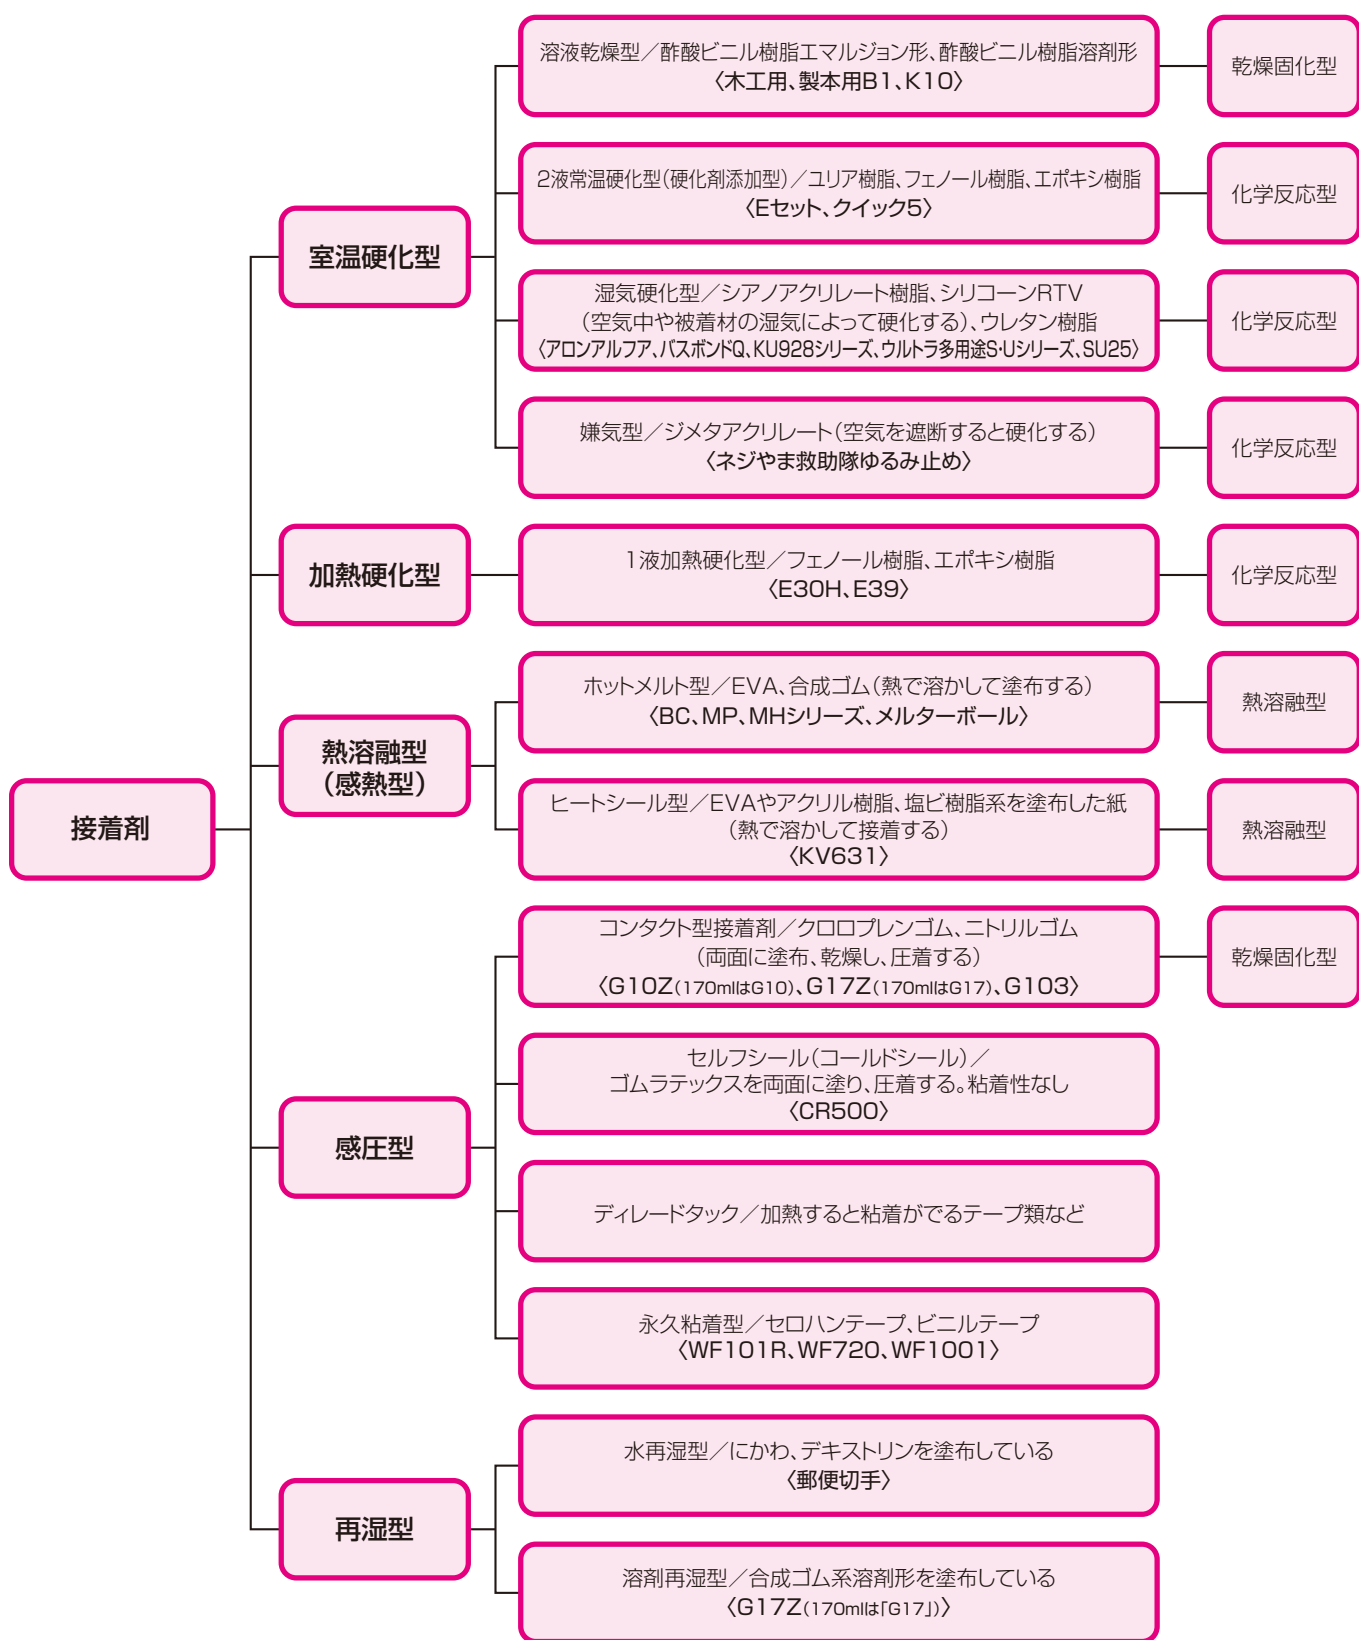 接着剤
室温硬化型
溶液乾燥型／酢酸ビニル樹脂エマルジョン形、酢酸ビニル樹脂溶剤形
〈木工用、製本用B1、K10〉
乾燥固化型
2液常温硬化型(硬化剤添加型)／ユリア樹脂、フェノール樹脂、エポキシ樹脂
〈Eセット、クイック5〉
化学反応型
湿気硬化型／シアノアクリレート樹脂、シリコーンRTV
(空気中や被着材の湿気によって硬化する)、ウレタン樹脂
〈アロンアルフア、バスボンドQ、KU928シリーズ、ウルトラ多用途S・Uシリーズ、SU25〉
化学反応型
嫌気型／ジメタアクリレート(空気を遮断すると硬化する)
〈ネジやま救助隊ゆるみ止め〉
化学反応型
加熱硬化型
1液加熱硬化型／フェノール樹脂、エポキシ樹脂
〈E30H、E39〉
化学反応型
熱溶融型
(感熱型)
ホットメルト型／EVA、合成ゴム(熱で溶かして塗布する)
〈BC、MP、MHシリーズ、メルターボール〉
熱溶融型
ヒートシール型／EVAやアクリル樹脂、塩ビ樹脂系を塗布した紙
(熱で溶かして接着する)
〈KV631〉
熱溶融型
感圧型
コンタクト型接着剤／クロロプレンゴム、ニトリルゴム
(両面に塗布、乾燥し、圧着する)
〈G10Z(170mlはG10)、G17Z(170mlはG17)、G103〉
乾燥固化型
セルフシール(コールドシール)／
ゴムラテックスを両面に塗り、圧着する。粘着性なし
〈CR500〉
ディレードタック／加熱すると粘着がでるテープ類など
永久粘着型／セロハンテープ、ビニルテープ
〈WF101R、WF720、WF1001〉
再湿型
水再湿型／にかわ、デキストリンを塗布している
〈郵便切手〉
溶剤再湿型／合成ゴム系溶剤形を塗布している
〈G17Z(170mlは「G17」)〉